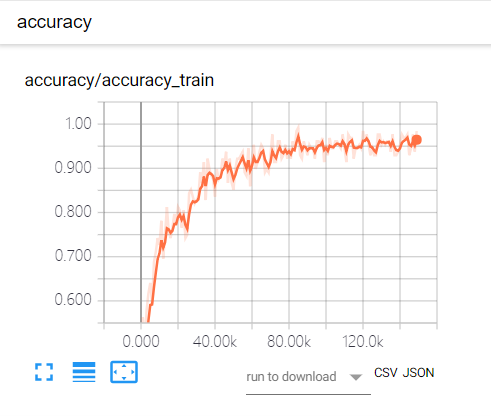 accuracy
accuracy/accuracy_train
1.00
0.900
0.800
0.700
0.600
0.000 40.00k 80.00k 120.0k
run to download CSV JSON